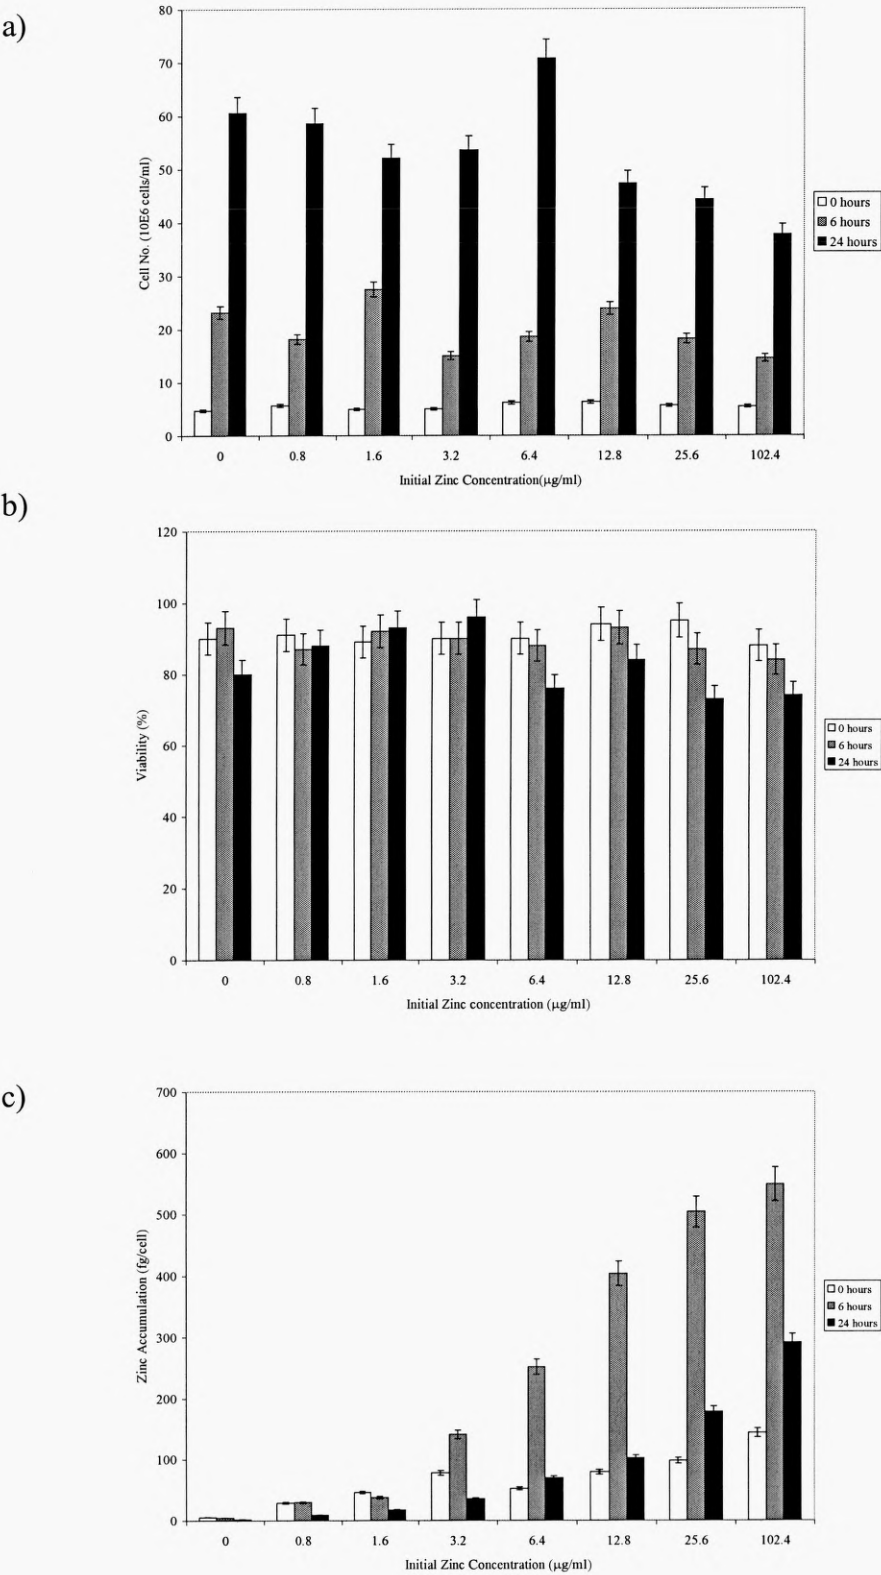 a)
80
70
60
50
40
30
20
10
0
Cell No. (10E6 cells/ml)
0 0.8 1.6 3.2 6.4 12.8 25.6 102.4
Initial Zinc Concentration(µg/ml)
0 hours
6 hours
24 hours
b)
120
100
80
60
40
20
0
Viability (%)
0 0.8 1.6 3.2 6.4 12.8 25.6 102.4
Initial Zinc concentration (µg/ml)
0 hours
6 hours
24 hours
c)
700
600
500
400
300
200
100
0
Zinc Accumulation (fg/cell)
0 0.8 1.6 3.2 6.4 12.8 25.6 102.4
Initial Zinc Concentration (µg/ml)
0 hours
6 hours
24 hours